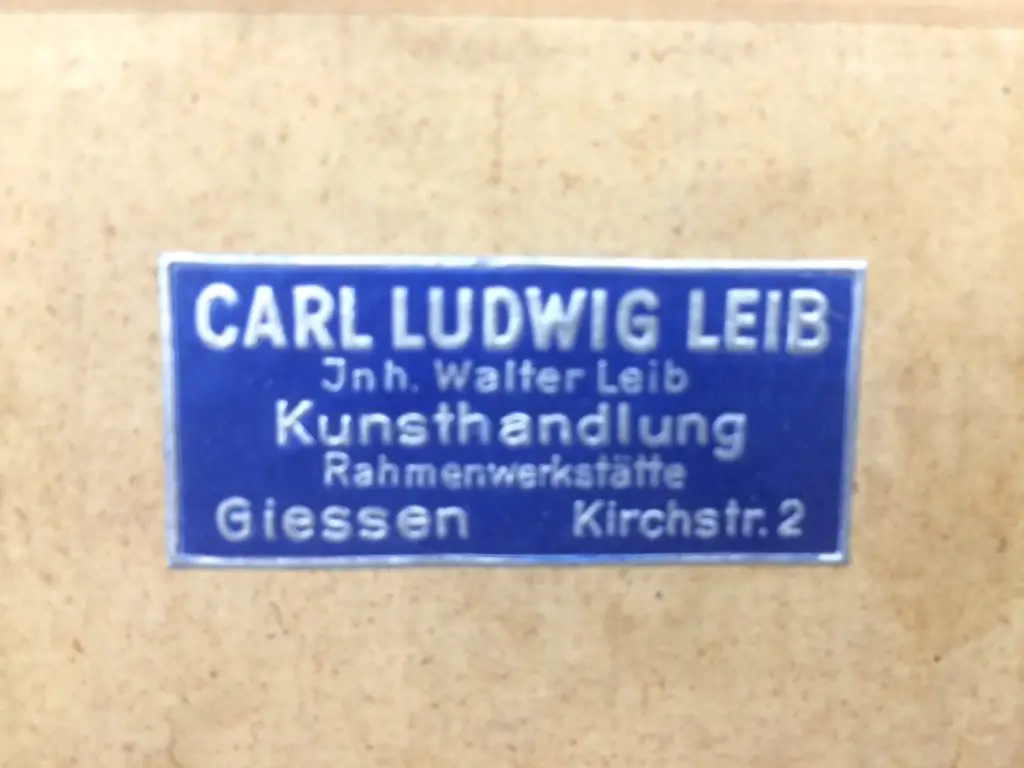 CARL LUDWIG LEIB
Jnh. Walter Leib
Kunsthandlung
Rahmenwerkstätte
Giessen Kirchstr. 2